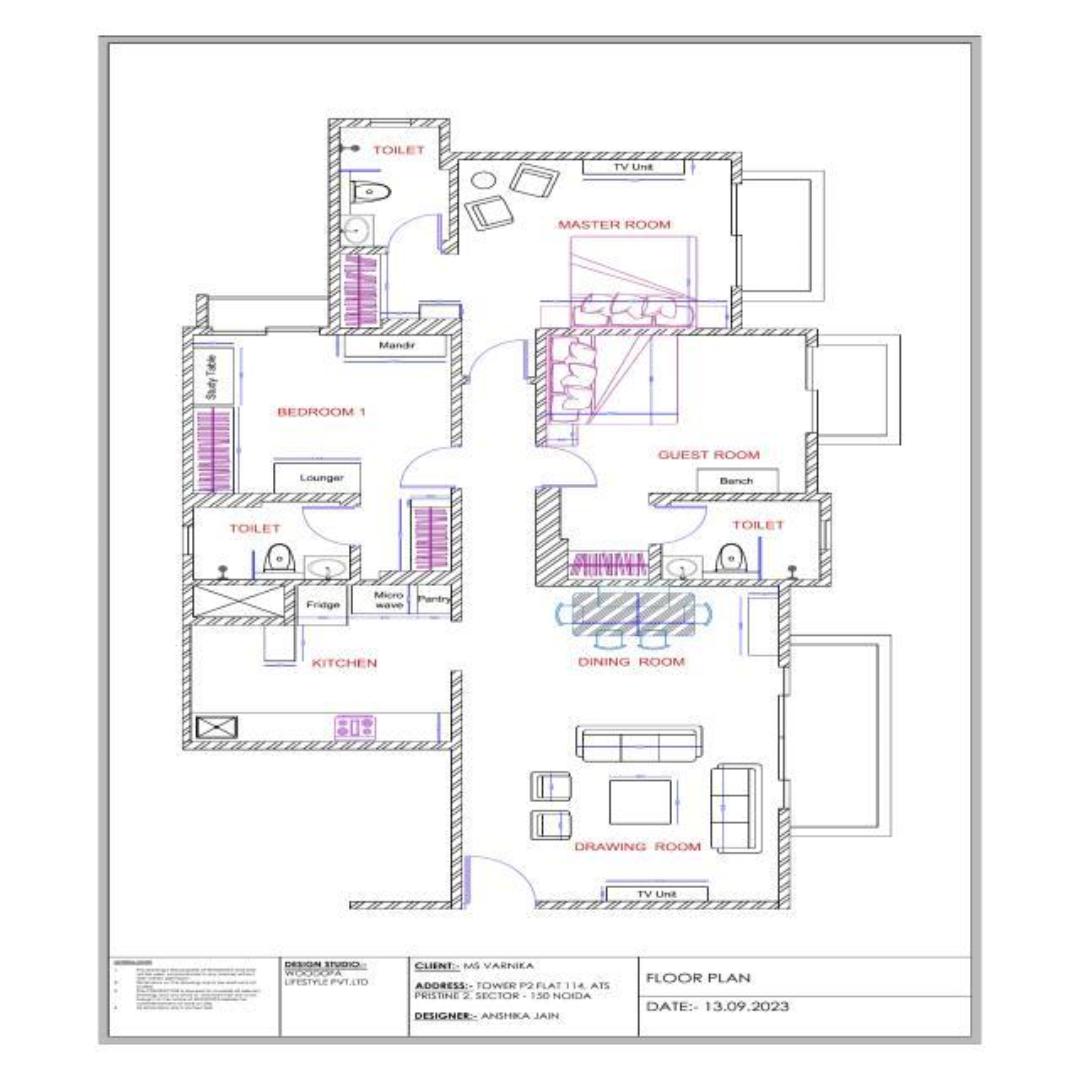 TOILET
TV Unit
MASTER ROOM
Mandir
Study Table
BEDROOM 1
Lounger
GUEST ROOM
Bench
TOILET
TOILET
Fridge
Micro
wave
Pantry
KITCHEN
DINING ROOM
DRAWING ROOM
TV Unit
DESIGN STUDIO:-
WOODOPA
LIFESTYLE PVT.LTD
CLIENT:- MS VARNIKA
ADDRESS:- TOWER P2 FLAT 114, ATS
PRISTINE 2, SECTOR - 150 NOIDA
DESIGNER:- ANSHIKA JAIN
FLOOR PLAN
DATE:- 13.09.2023